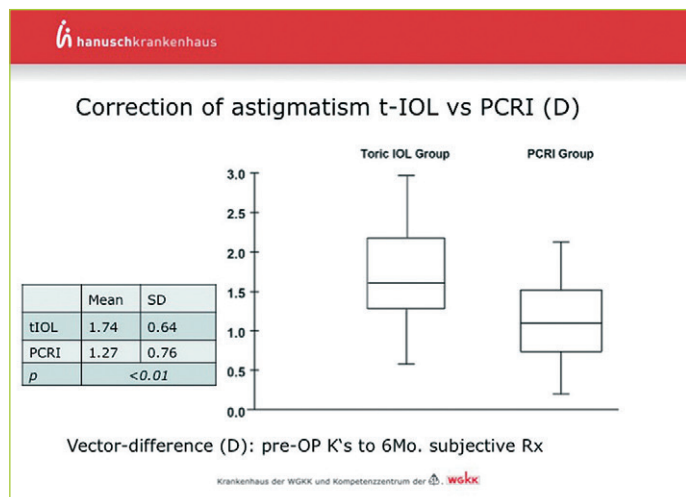 hanuschkrankenhaus
Correction of astigmatism t-IOL vs PCRI (D)
Toric IOL Group PCRI Group
3.0
2.5
2.0
1.5
1.0
0.5
0.0
Mean SD
tIOL 1.74 0.64
PCRI 1.27 0.76
p <0.01
Vector-difference (D): pre-OP K's to 6Mo. subjective Rx
Krankenhaus der WGKK und Kompetenzzentrum der . WGKK